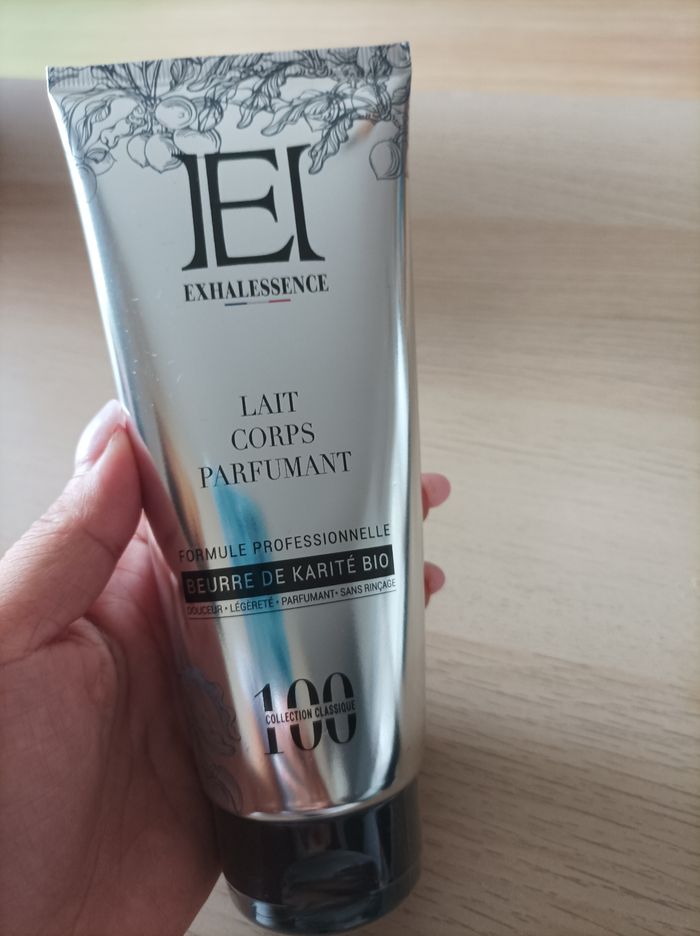 EI
EXHALESSENCE
LAIT
CORPS
PARFUMANT
FORMULE PROFESSIONNELLE
BEURRE DE KARITÉ BIO
DOUCEUR • LÉGÈRETÉ • PARFUMANT • SANS RINÇAGE
100
COLLECTION CLASSIQUE